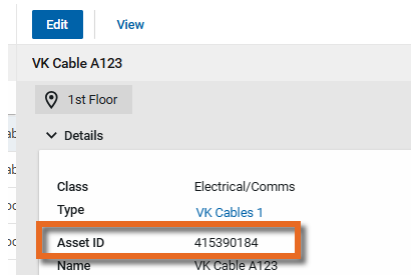 Edit View
VK Cable A123
1st Floor
Details
Class Electrical/Comms
Type VK Cables 1
Asset ID 415390184
Name VK Cable A123